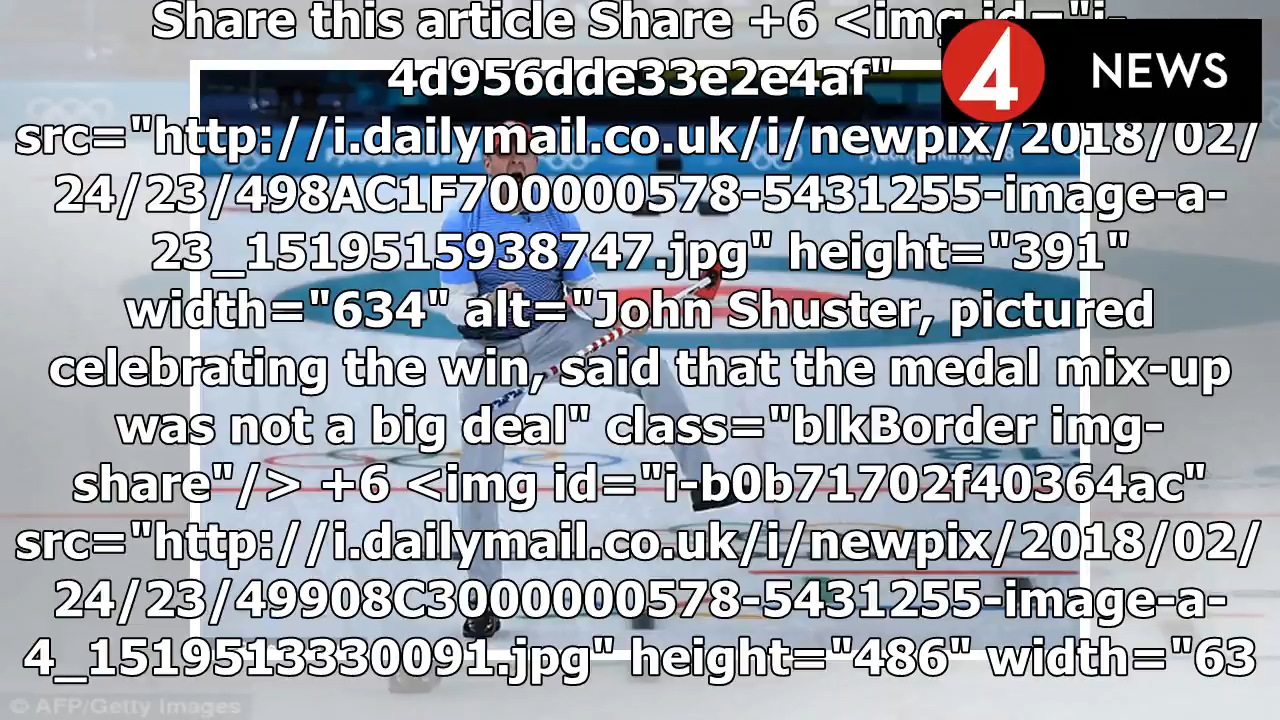 Share this article Share +6 <img id="i-
4d956dde33e2e4af"
4 NEWS
src="http://i.dailymail.co.uk/i/newpix/2018/02/
24/23/498AC1F700000578-5431255-image-a-
23_1519515938747.jpg" height="391"
width="634" alt="John Shuster, pictured
celebrating the win, said that the medal mix-up
was not a big deal" class="blkBorder img-
share"/> +6 <img id="i-b0b71702f40364ac"
src="http://i.dailymail.co.uk/i/newpix/2018/02/
24/23/49908C3000000578-5431255-image-a-
4_1519513330091.jpg" height="486" width="63
© AFP/Getty Images